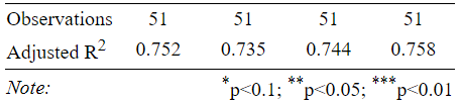 Observations 51 51 51 51
Adjusted R² 0.752 0.735 0.744 0.758
Note: *p<0.1; **p<0.05; ***p<0.01